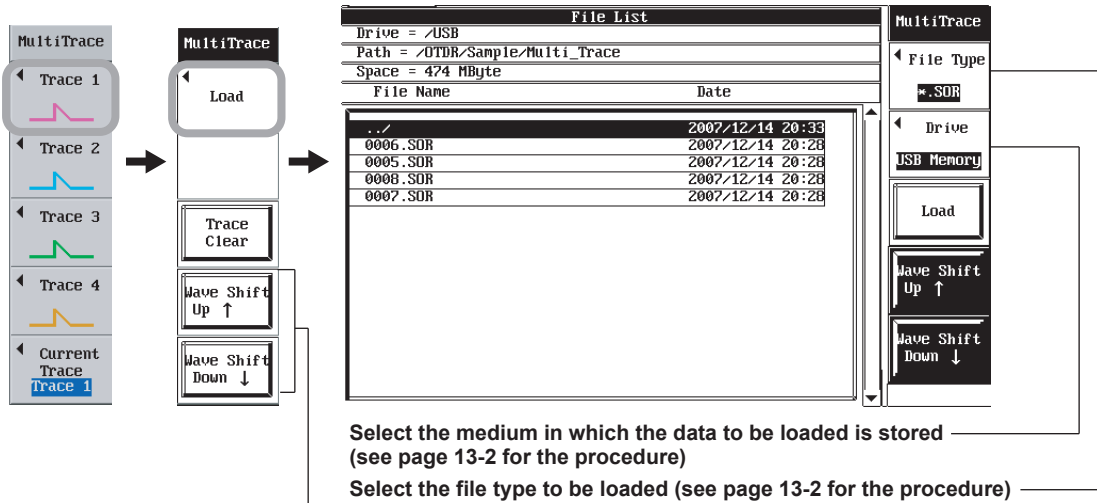 MultiTrace
Trace 1
Trace 2
Trace 3
Trace 4
Current
Trace
Trace 1
MultiTrace
Load
Trace
Clear
Wave Shift
Up ↑
Wave Shift
Down ↓
File List
Drive = /USB
Path = /OTDR/Sample/Multi_Trace
Space = 474 MByte
File Name Date
../ 2007/12/14 20:33
0006.SOR 2007/12/14 20:28
0005.SOR 2007/12/14 20:28
0008.SOR 2007/12/14 20:28
0007.SOR 2007/12/14 20:28
MultiTrace
File Type
*.SOR
Drive
USB Memory
Load
Wave Shift
Up ↑
Wave Shift
Down ↓
Select the medium in which the data to be loaded is stored
(see page 13-2 for the procedure)
Select the file type to be loaded (see page 13-2 for the procedure)